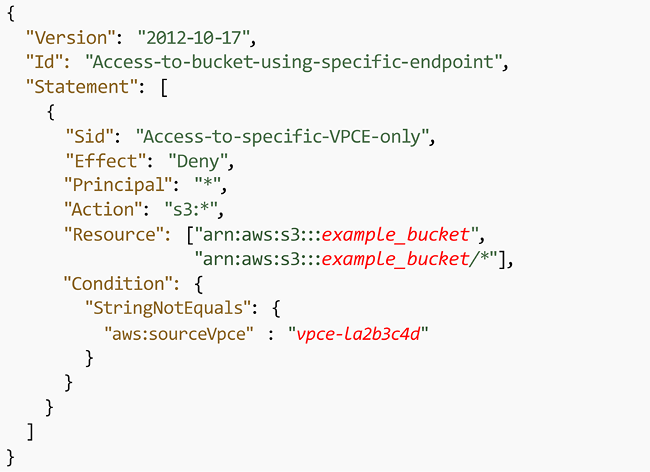 {
"Version": "2012-10-17",
"Id": "Access-to-bucket-using-specific-endpoint",
"Statement": [
{
"Sid": "Access-to-specific-VPCE-only",
"Effect": "Deny",
"Principal": "*",
"Action": "s3:*",
"Resource": ["arn:aws:s3:::example_bucket",
"arn:aws:s3:::example_bucket/*"],
"Condition": {
"StringNotEquals": {
"aws:sourceVpce" : "vpce-la2b3c4d"
}
}
}
]
}